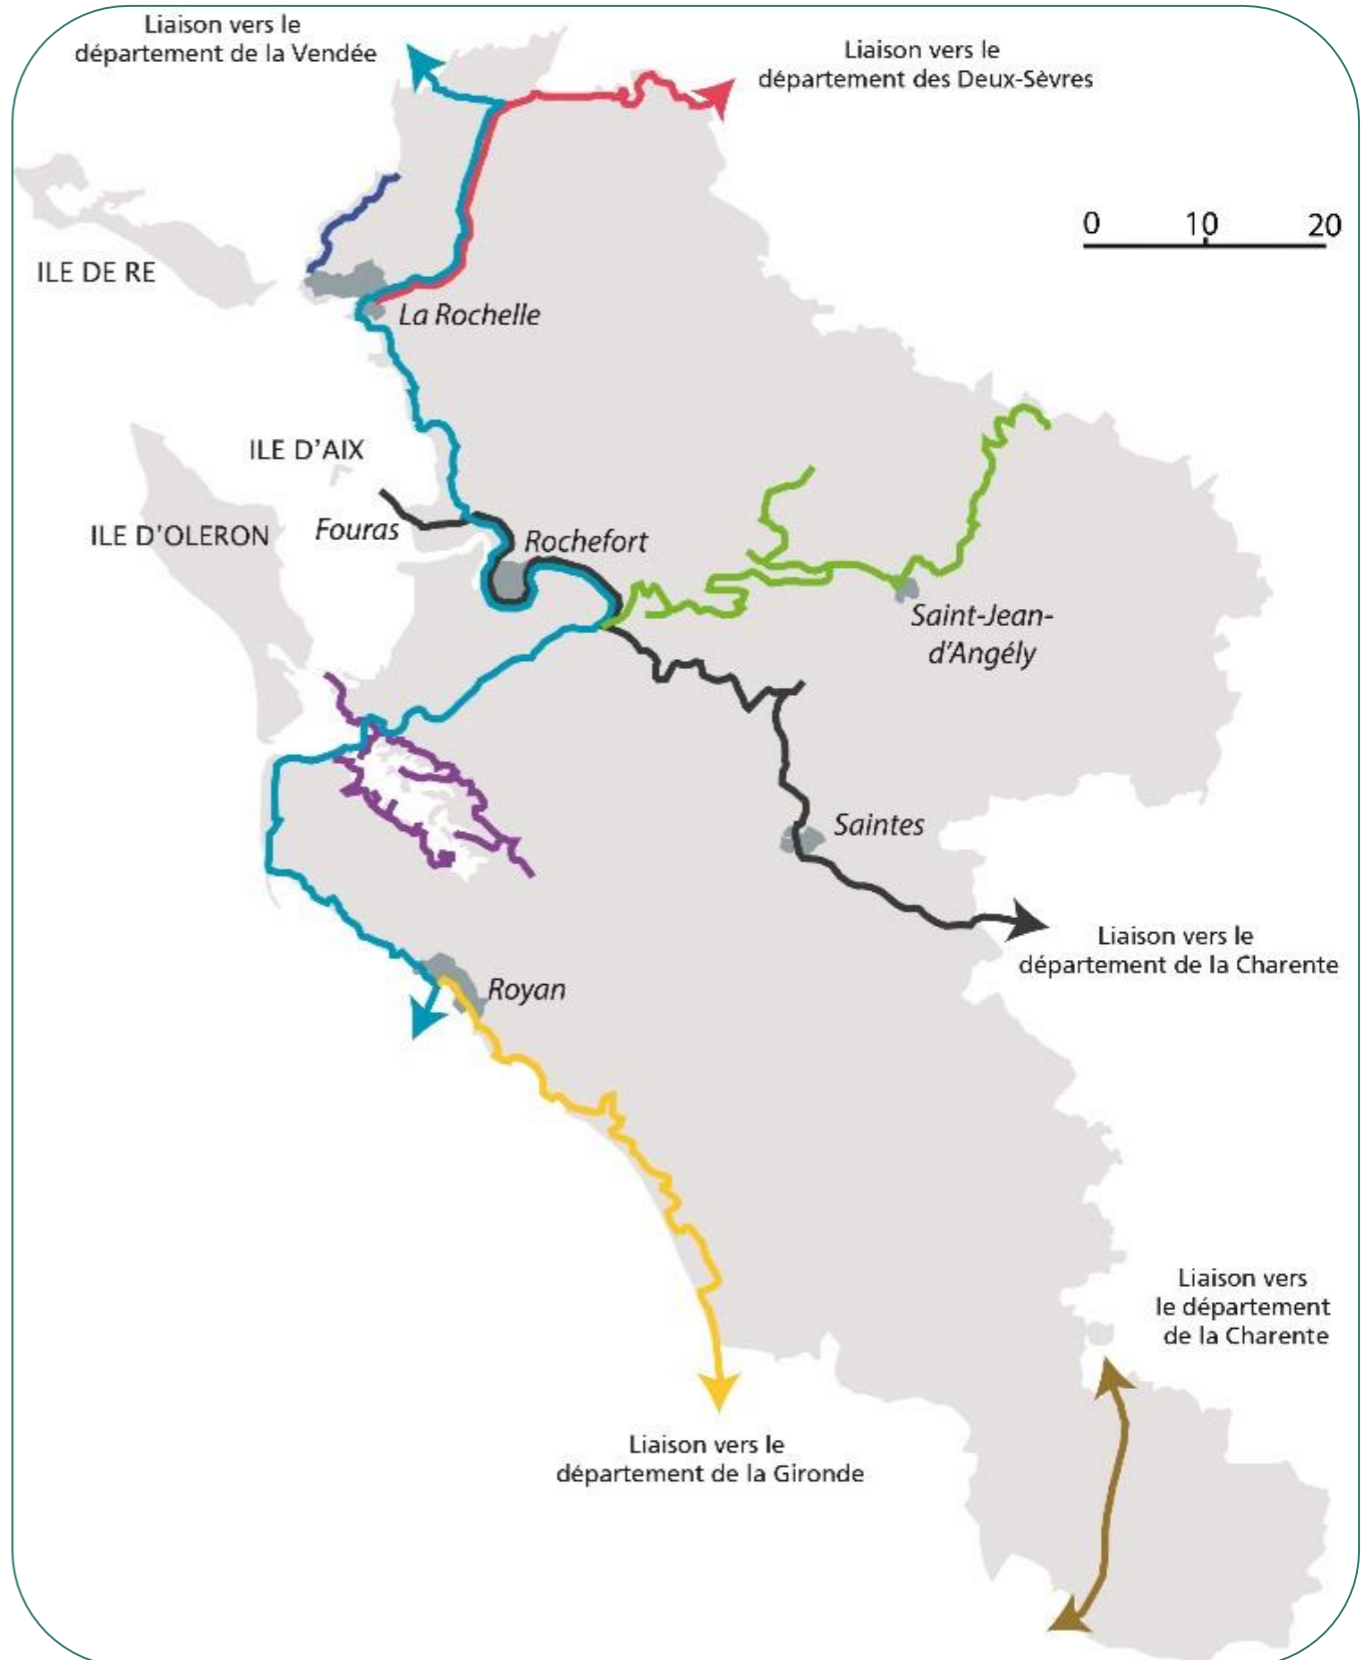 Liaison vers le
département de la Vendée
Liaison vers le
département des Deux-Sèvres
0 10 20
ILE DE RE
La Rochelle
ILE D'AIX
Fouras
ILE D'OLERON
Rochefort
Saint-Jean-
d'Angély
Saintes
Liaison vers le
département de la Charente
Royan
Liaison vers
le département
de la Charente
Liaison vers le
département de la Gironde